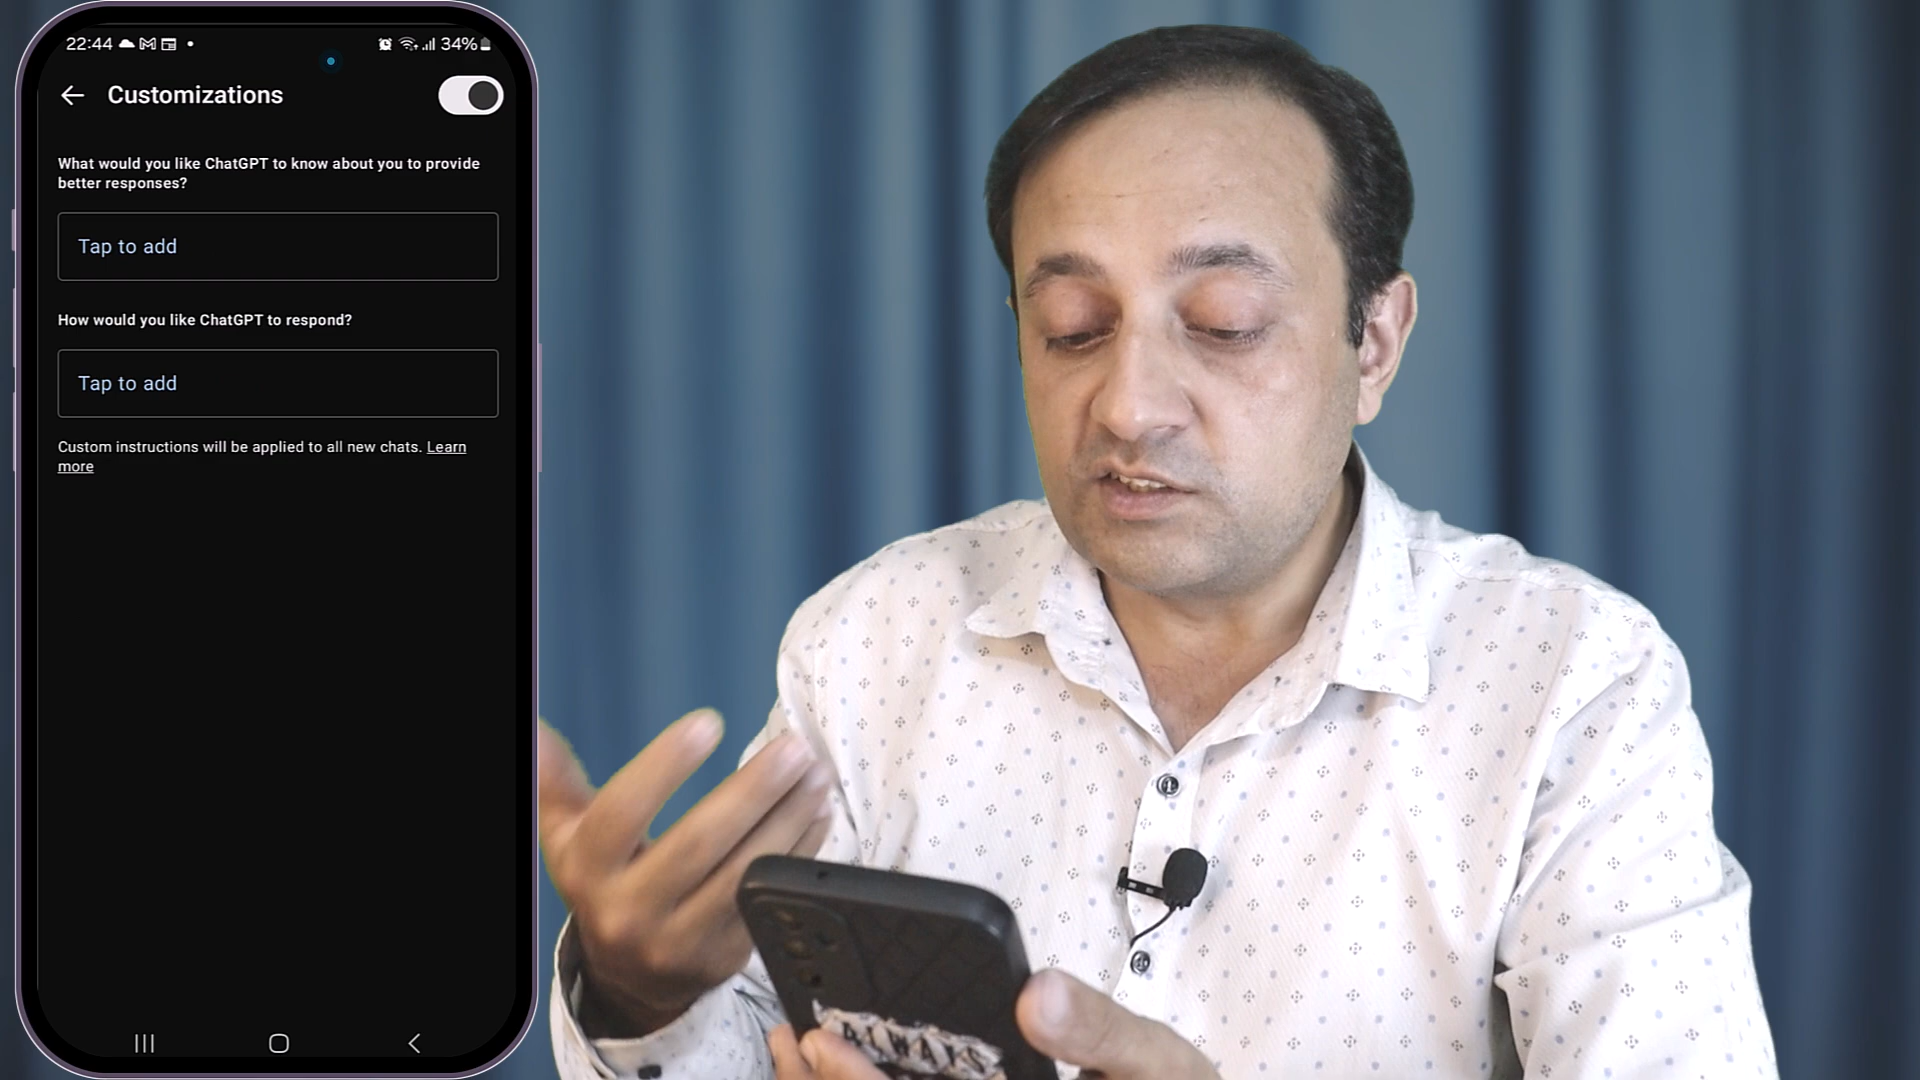 22:44
34%
Customizations
What would you like ChatGPT to know about you to provide
better responses?
Tap to add
How would you like ChatGPT to respond?
Tap to add
Custom instructions will be applied to all new chats. Learn
more
ALWAYS